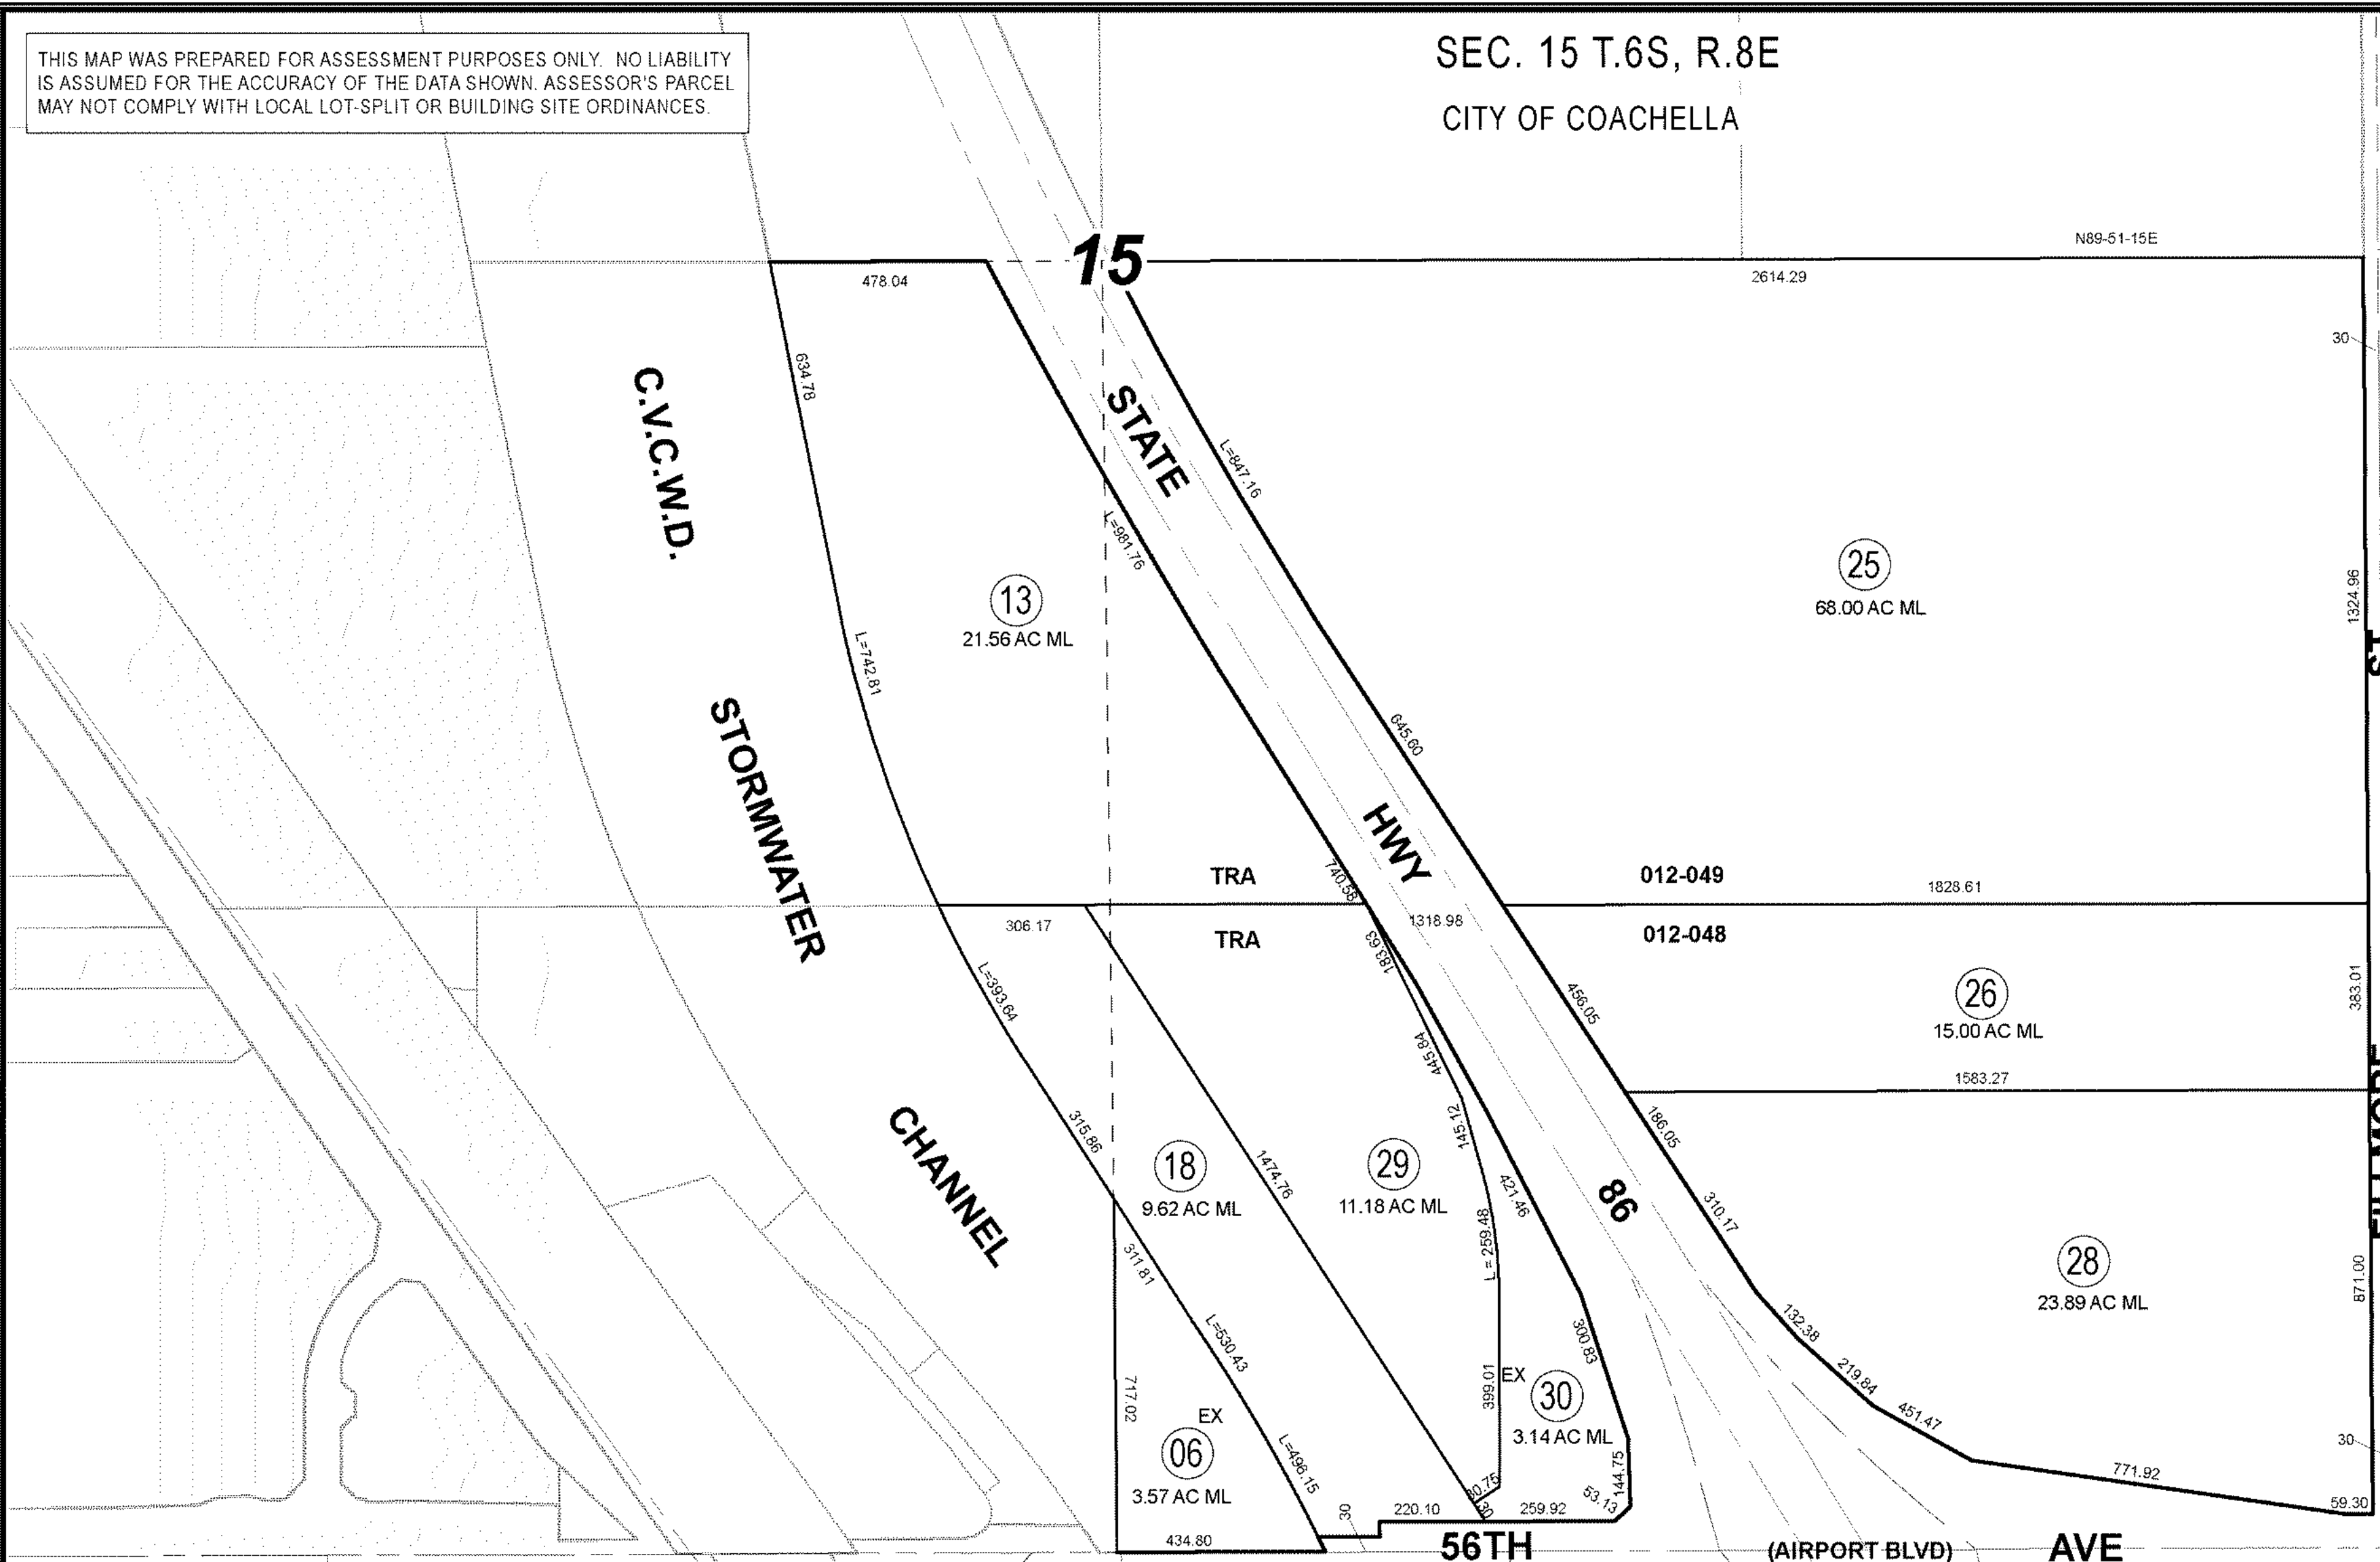 THIS MAP WAS PREPARED FOR ASSESSMENT PURPOSES ONLY. NO LIABILITY
IS ASSUMED FOR THE ACCURACY OF THE DATA SHOWN. ASSESSOR'S PARCEL
MAY NOT COMPLY WITH LOCAL LOT-SPLIT OR BUILDING SITE ORDINANCES.
SEC. 15 T.6S, R.8E
CITY OF COACHELLA
N89-51-15E
15
478.04
2614.29
30
634.78
C.V.C.W.D.
STATE
L=847.16
L=981.76
25
68.00 AC ML
1324.96
13
21.56 AC ML
L=742.81
645.60
STORMWATER
HWY
TRA
740.58
012-049
1828.61
306.17
1318.98
TRA
012-048
183.63
L=393.64
456.05
26
15.00 AC ML
383.01
445.84
1583.27
315.86
145.12
186.05
CHANNEL
18
9.62 AC ML
1474.76
29
11.18 AC ML
421.46
86
310.17
311.81
L=259.48
28
23.89 AC ML
871.00
L=530.43
300.83
132.38
219.84
717.02
399.01
EX
30
3.14 AC ML
451.47
EX
06
3.57 AC ML
L=496.15
144.75
30
771.92
30.75
30
53.13
59.30
30
220.10
259.92
434.80
56TH
(AIRPORT BLVD)
AVE